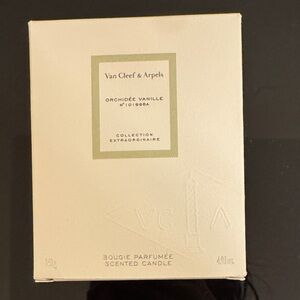 Van Cleef & Arpels
ORCHIDÉE VANILLE
COLLECTION
EXTRAORDINAIRE
BOUGIE PARFUMÉE
SCENTED CANDLE